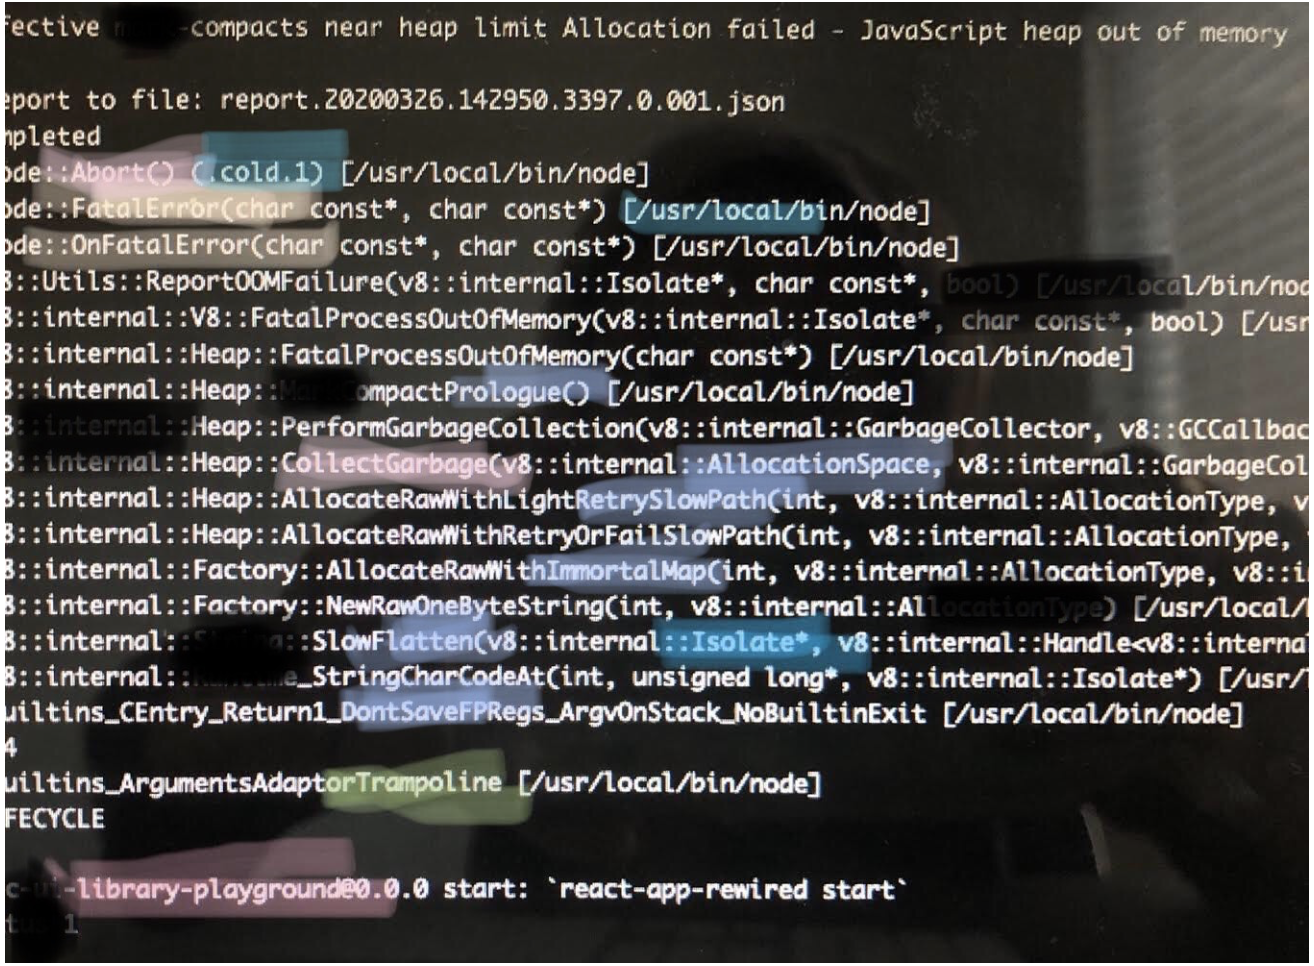 fective -compacts near heap limit Allocation failed - JavaScript heap out of memory
eport to file: report.20200326.142950.3397.0.001.json
mpleted
ode::Abort() (.cold.1) [/usr/local/bin/node]
ode::FatalError(char const*, char const*) [/usr/local/bin/node]
ode::OnFatalError(char const*, char const*) [/usr/local/bin/node]
8::Utils::ReportOOMFailure(v8::internal::Isolate*, char const*, bool) [/usr/local/bin/nod
8::internal::V8::FatalProcessOutOfMemory(v8::internal::Isolate*, char const*, bool) [/usr
8::internal::Heap::FatalProcessOutOfMemory(char const*) [/usr/local/bin/node]
8::internal::Heap:: ompactPrologue() [/usr/local/bin/node]
8::internal::Heap::PerformGarbageCollection(v8::internal::GarbageCollector, v8::GCCallbac
8::internal::Heap::CollectGarbage(v8::internal::AllocationSpace, v8::internal::GarbageCol
8::internal::Heap::AllocateRawWithLightRetrySlowPath(int, v8::internal::AllocationType, v
8::internal::Heap::AllocateRawWithRetryOrFailSlowPath(int, v8::internal::AllocationType,
8::internal::Factory::AllocateRawWithImmortalMap(int, v8::internal::AllocationType, v8::i
8::internal::Factory::NewRawOneByteString(int, v8::internal::AllocationType) [/usr/local/
8::internal: ::SlowFlatten(v8::internal::Isolate*, v8::internal::Handle<v8::interna
8::internal:: e_StringCharCodeAt(int, unsigned long*, v8::internal::Isolate*) [/usr/
uiltins_CEntry_Return1_DontSaveFPRegs_ArgvOnStack_NoBuiltinExit [/usr/local/bin/node]
4
uiltins_ArgumentsAdaptorTrampoline [/usr/local/bin/node]
FECYCLE
c-ui-library-playground@0.0.0 start: `react-app-rewired start`
tus 1